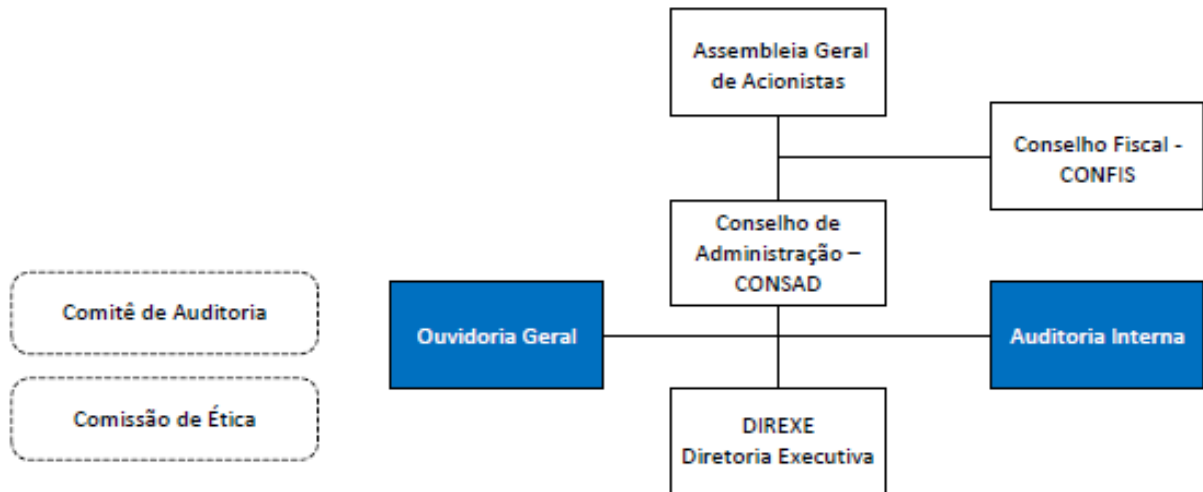 Assembleia Geral
de Acionistas
Conselho Fiscal -
CONFIS
Conselho de
Administração –
CONSAD
Comitê de Auditoria
Ouvidoria Geral
Auditoria Interna
Comissão de Ética
DIREXE
Diretoria Executiva